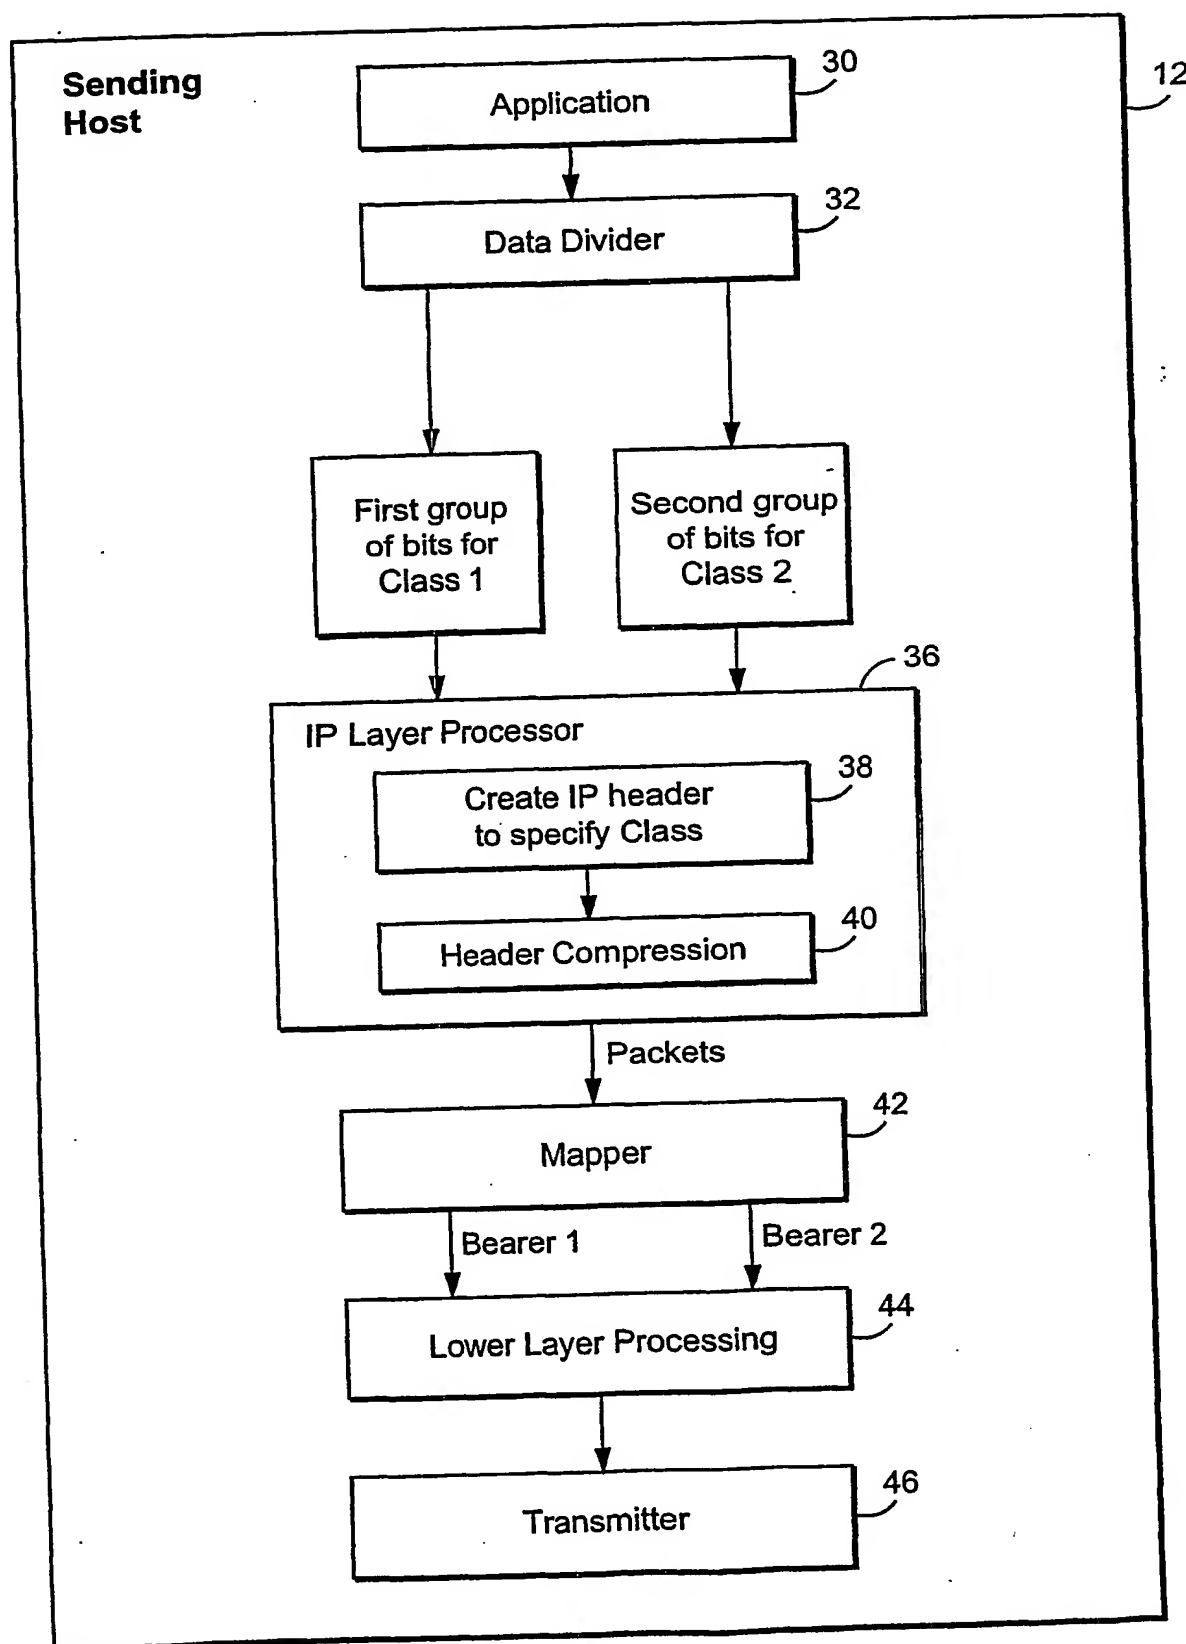 Sending
Host
12
30
Application
32
Data Divider
First group
of bits for
Class 1
Second group
of bits for
Class 2
36
IP Layer Processor
38
Create IP header
to specify Class
40
Header Compression
Packets
42
Mapper
Bearer 1
Bearer 2
44
Lower Layer Processing
46
Transmitter